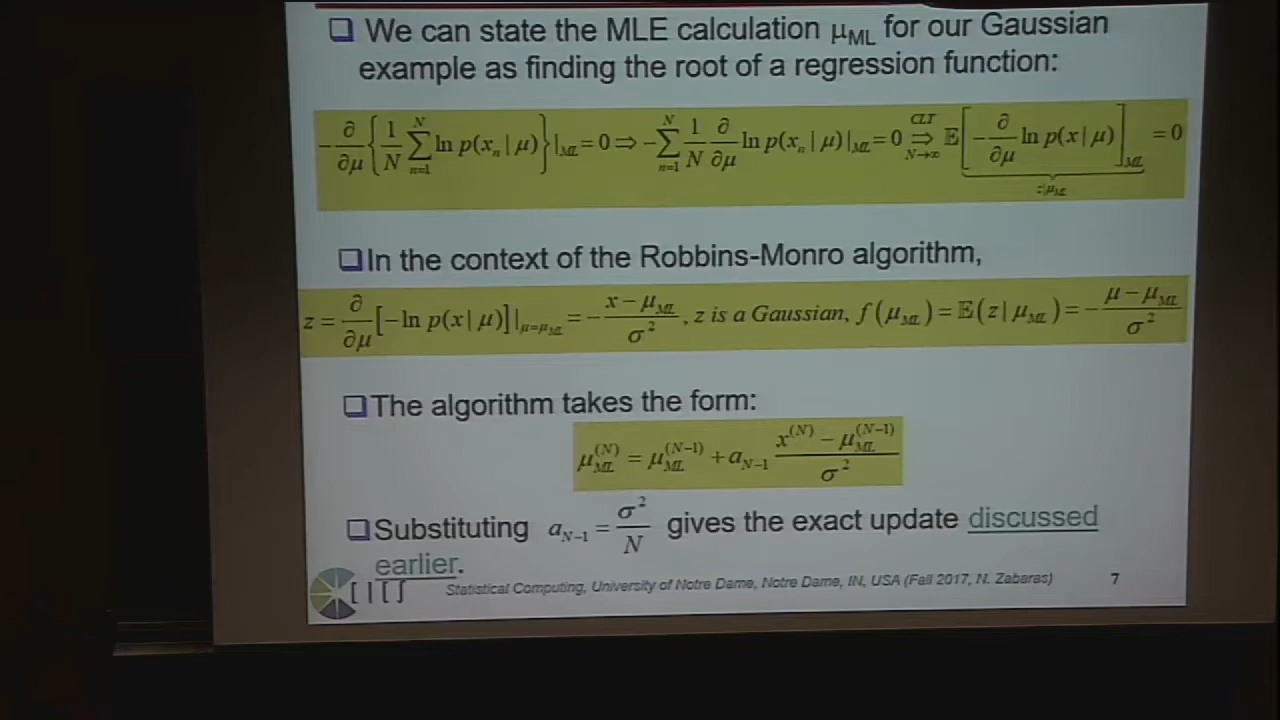 ❑ We can state the MLE calculation μ_ML for our Gaussian
example as finding the root of a regression function:
-∂/∂μ {1/N ∑_{n=1}^{N} ln p(x_n | μ)}|_ML = 0 ⇒ -∑_{n=1}^{N} 1/N ∂/∂μ ln p(x_n | μ)|_ML = 0 CLT ⇒ N→∞ 𝔼[-∂/∂μ ln p(x | μ)]_ML = 0
z|μ_ML
❑ In the context of the Robbins-Monro algorithm,
z = ∂/∂μ [-ln p(x | μ)]|_{μ=μ_ML} = -(x - μ_ML)/σ², z is a Gaussian, f(μ_ML) = 𝔼(z | μ_ML) = -(μ - μ_ML)/σ²
❑ The algorithm takes the form:
μ_ML^(N) = μ_ML^(N-1) + a_{N-1} (x^(N) - μ_ML^(N-1))/σ²
❑ Substituting a_{N-1} = σ²/N gives the exact update discussed
earlier.
Statistical Computing, University of Notre Dame, Notre Dame, IN, USA (Fall 2017, N. Zabaras) 7